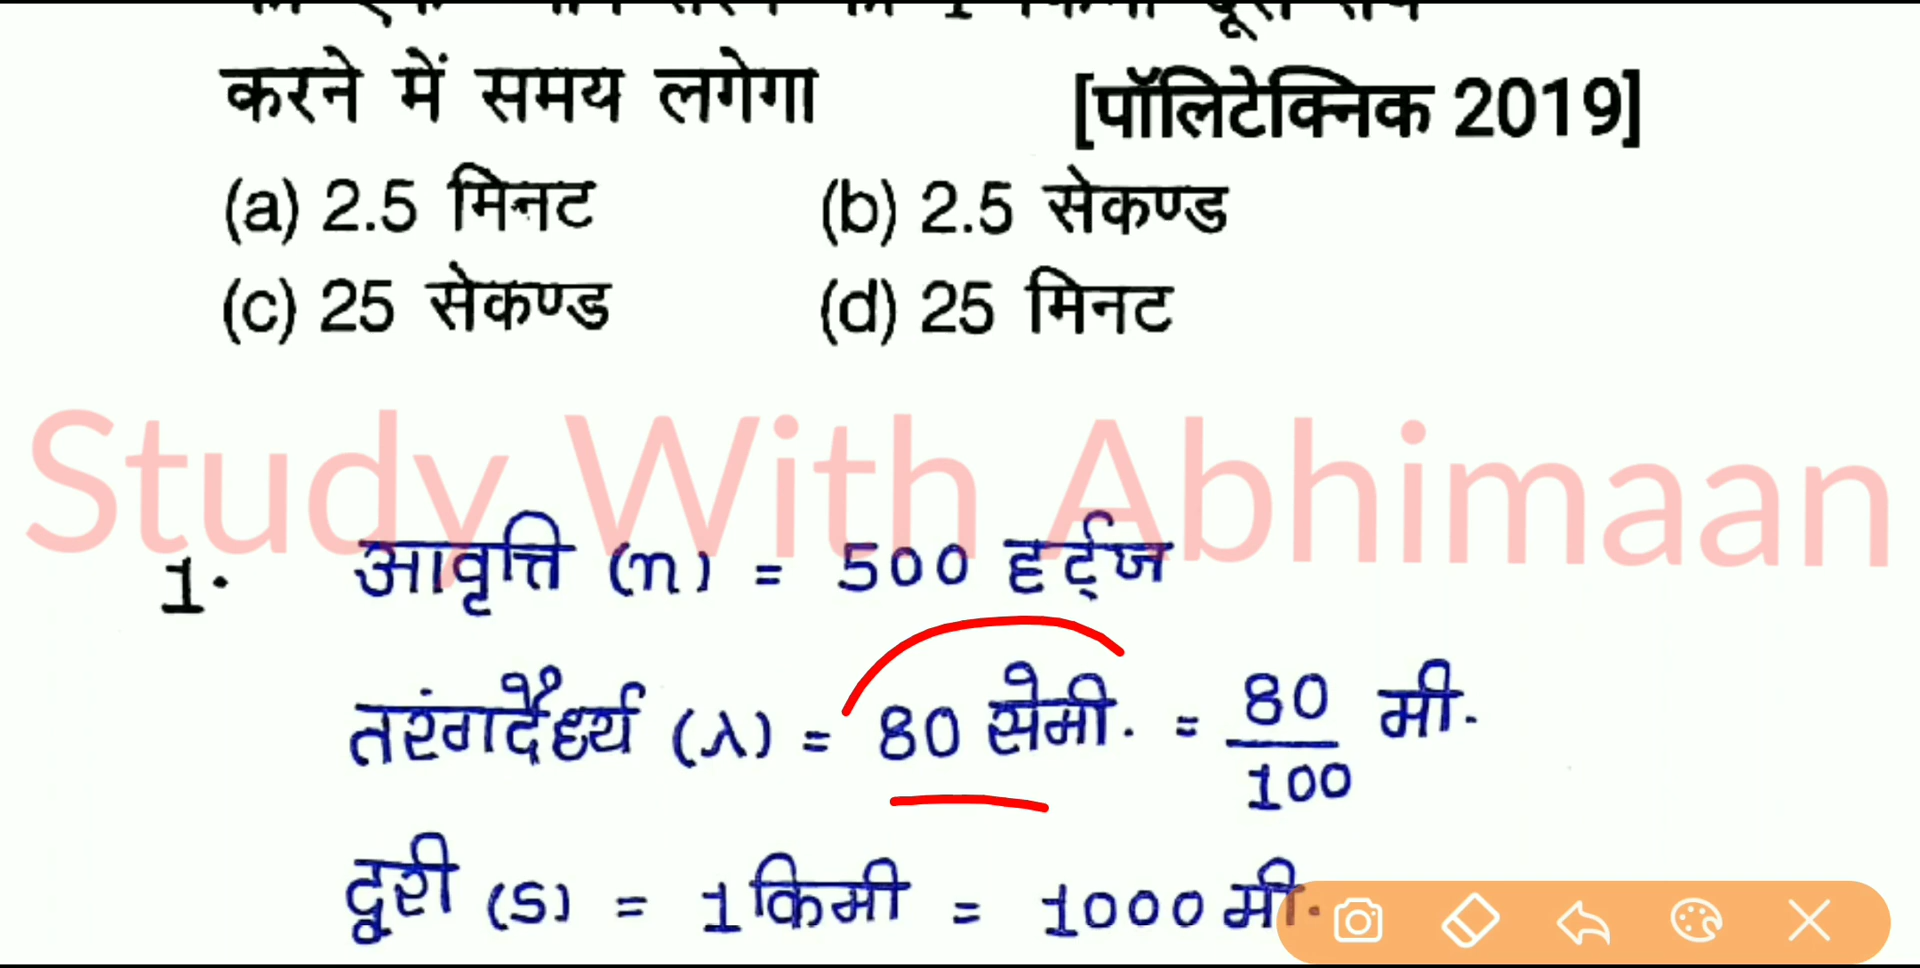 करने में समय लगेगा [पॉलिटेक्निक 2019]
(a) 2.5 मिनट (b) 2.5 सेकण्ड
(c) 25 सेकण्ड (d) 25 मिनट
Study With Abhimaan
1. आवृत्ति (n) = 500 हर्ट्ज
तरंगदैर्ध्य (λ) = 80 सेमी. = 80/100 मी.
दूरी (S) = 1 किमी = 1000 मी.